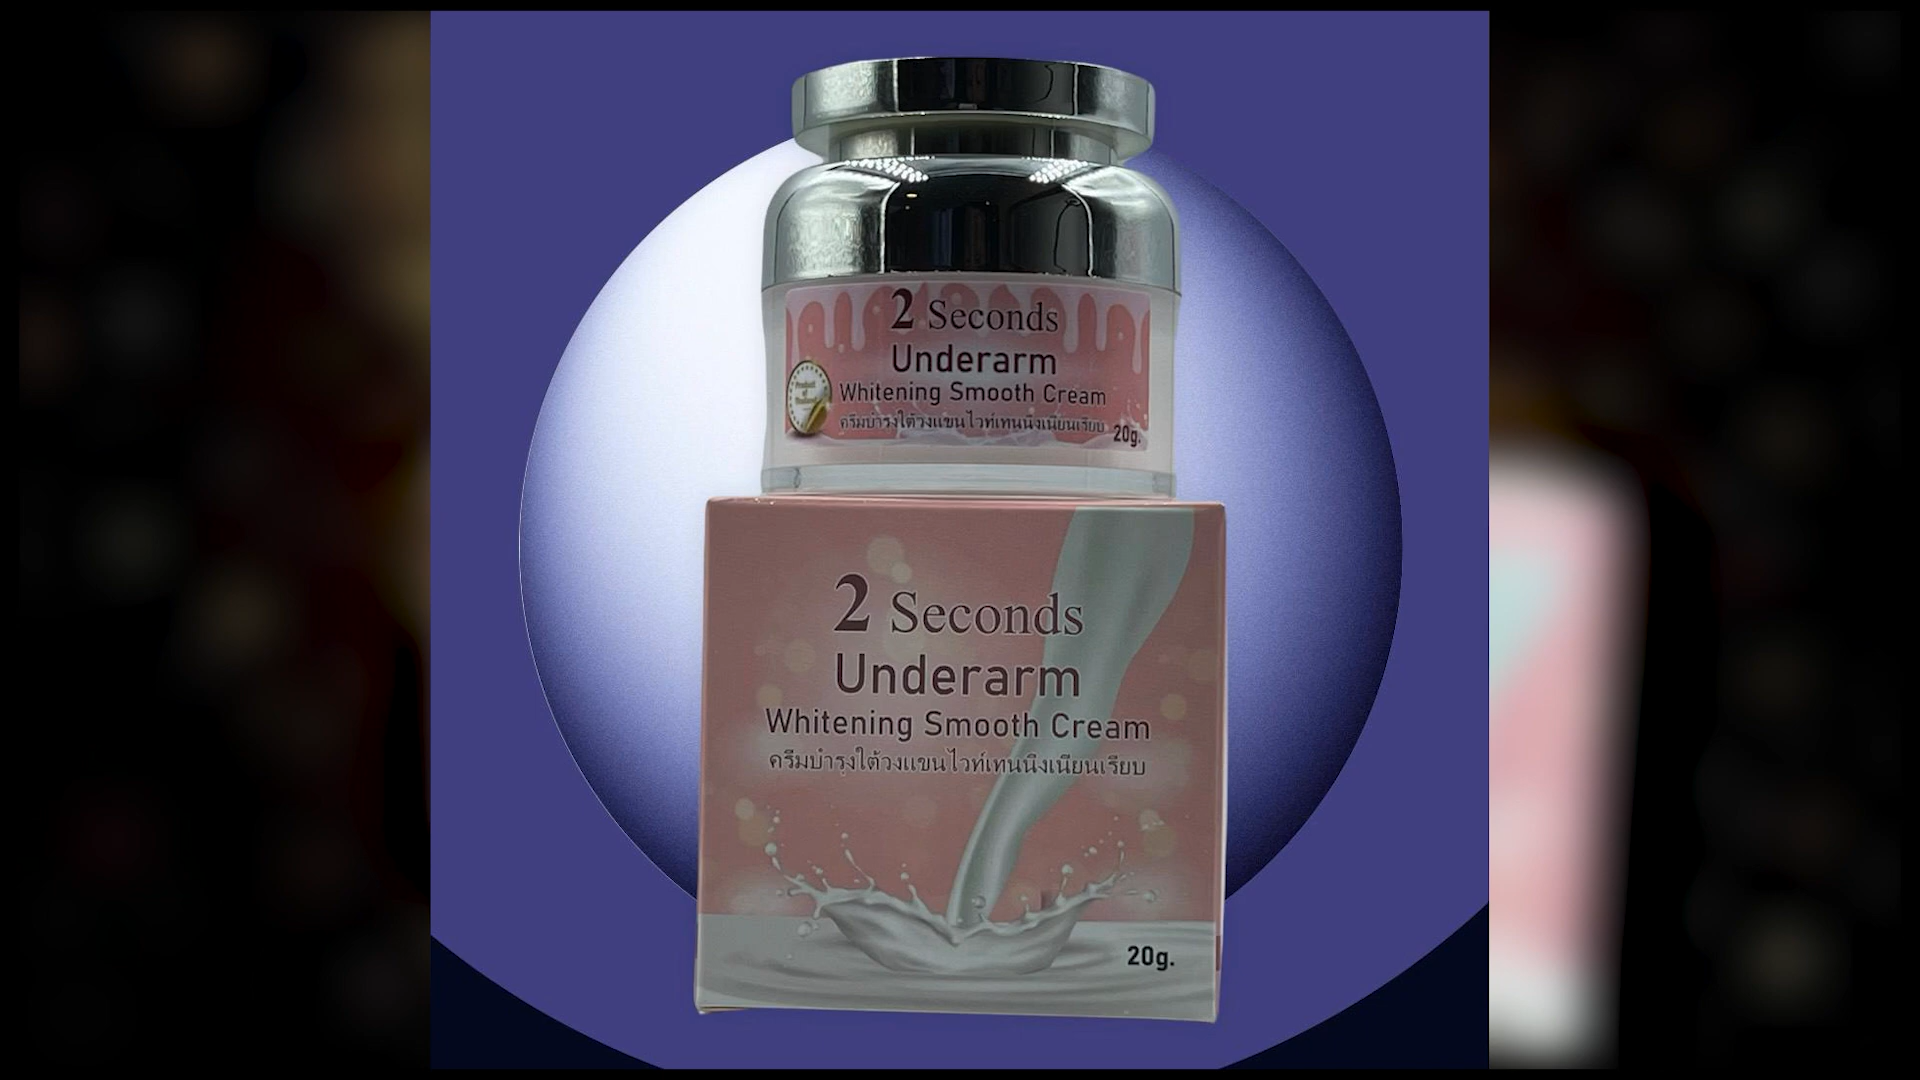 2 Seconds
Underarm
Whitening Smooth Cream
ครีมบำรุงใต้วงแขนไวท์เทนนิ่งเนียนเรียบ
20g.
Product
of
Thailand
2 Seconds
Underarm
Whitening Smooth Cream
ครีมบำรุงใต้วงแขนไวท์เทนนิ่งเนียนเรียบ
20g.